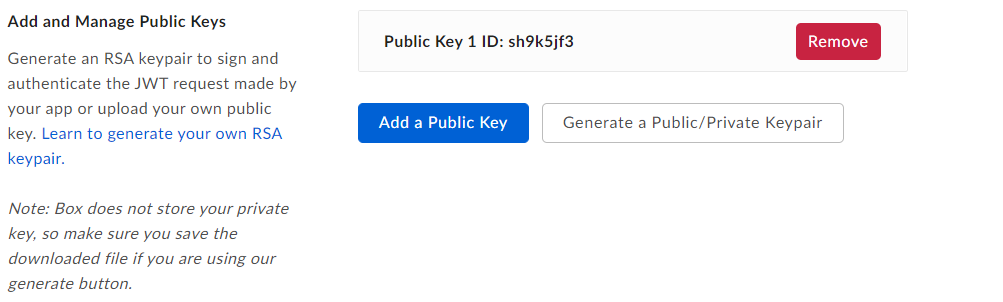 Add and Manage Public Keys
Generate an RSA keypair to sign and
authenticate the JWT request made by
your app or upload your own public
key. Learn to generate your own RSA
keypair.
Note: Box does not store your private
key, so make sure you save the
downloaded file if you are using our
generate button.
Public Key 1 ID: sh9k5jf3
Remove
Add a Public Key
Generate a Public/Private Keypair